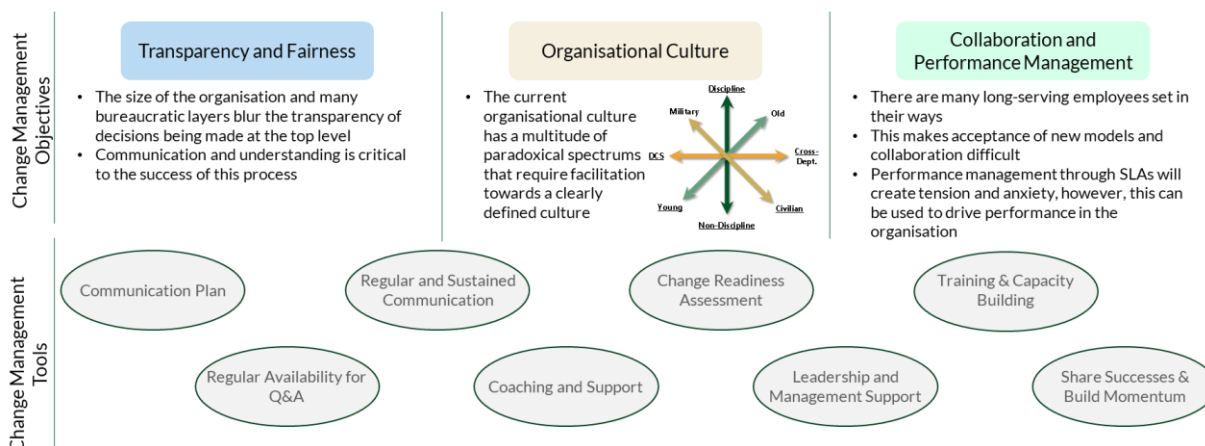 Change Management
Objectives
Transparency and Fairness
• The size of the organisation and many
bureaucratic layers blur the transparency of
decisions being made at the top level
• Communication and understanding is critical
to the success of this process
Organisational Culture
• The current
organisational culture
has a multitude of
paradoxical spectrums
that require facilitation
towards a clearly
defined culture
Discipline
Military
Old
DCS
Cross-
Dept.
Young
Civilian
Non-Discipline
Collaboration and
Performance Management
• There are many long-serving employees set in
their ways
• This makes acceptance of new models and
collaboration difficult
• Performance management through SLAs will
create tension and anxiety, however, this can
be used to drive performance in the
organisation
Change Management
Tools
Communication Plan
Regular and Sustained
Communication
Change Readiness
Assessment
Training & Capacity
Building
Regular Availability for
Q&A
Coaching and Support
Leadership and
Management Support
Share Successes &
Build Momentum